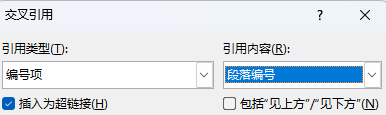 交叉引用 ? ×
引用类型(T): 引用内容(R):
编号项 段落编号
插入为超链接(H) 包括“见上方”/“见下方”(N)